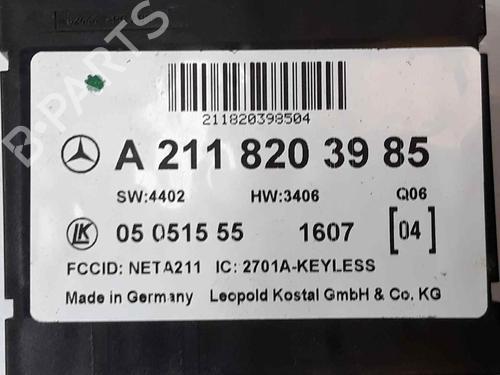 211820398504
A 211 820 39 85
SW:4402 HW:3406 Q06
LK 05 0515 55 1607 [04]
FCCID: NETA211 IC: 2701A-KEYLESS
Made in Germany Leopold Kostal GmbH & Co. KG
B-PARTS